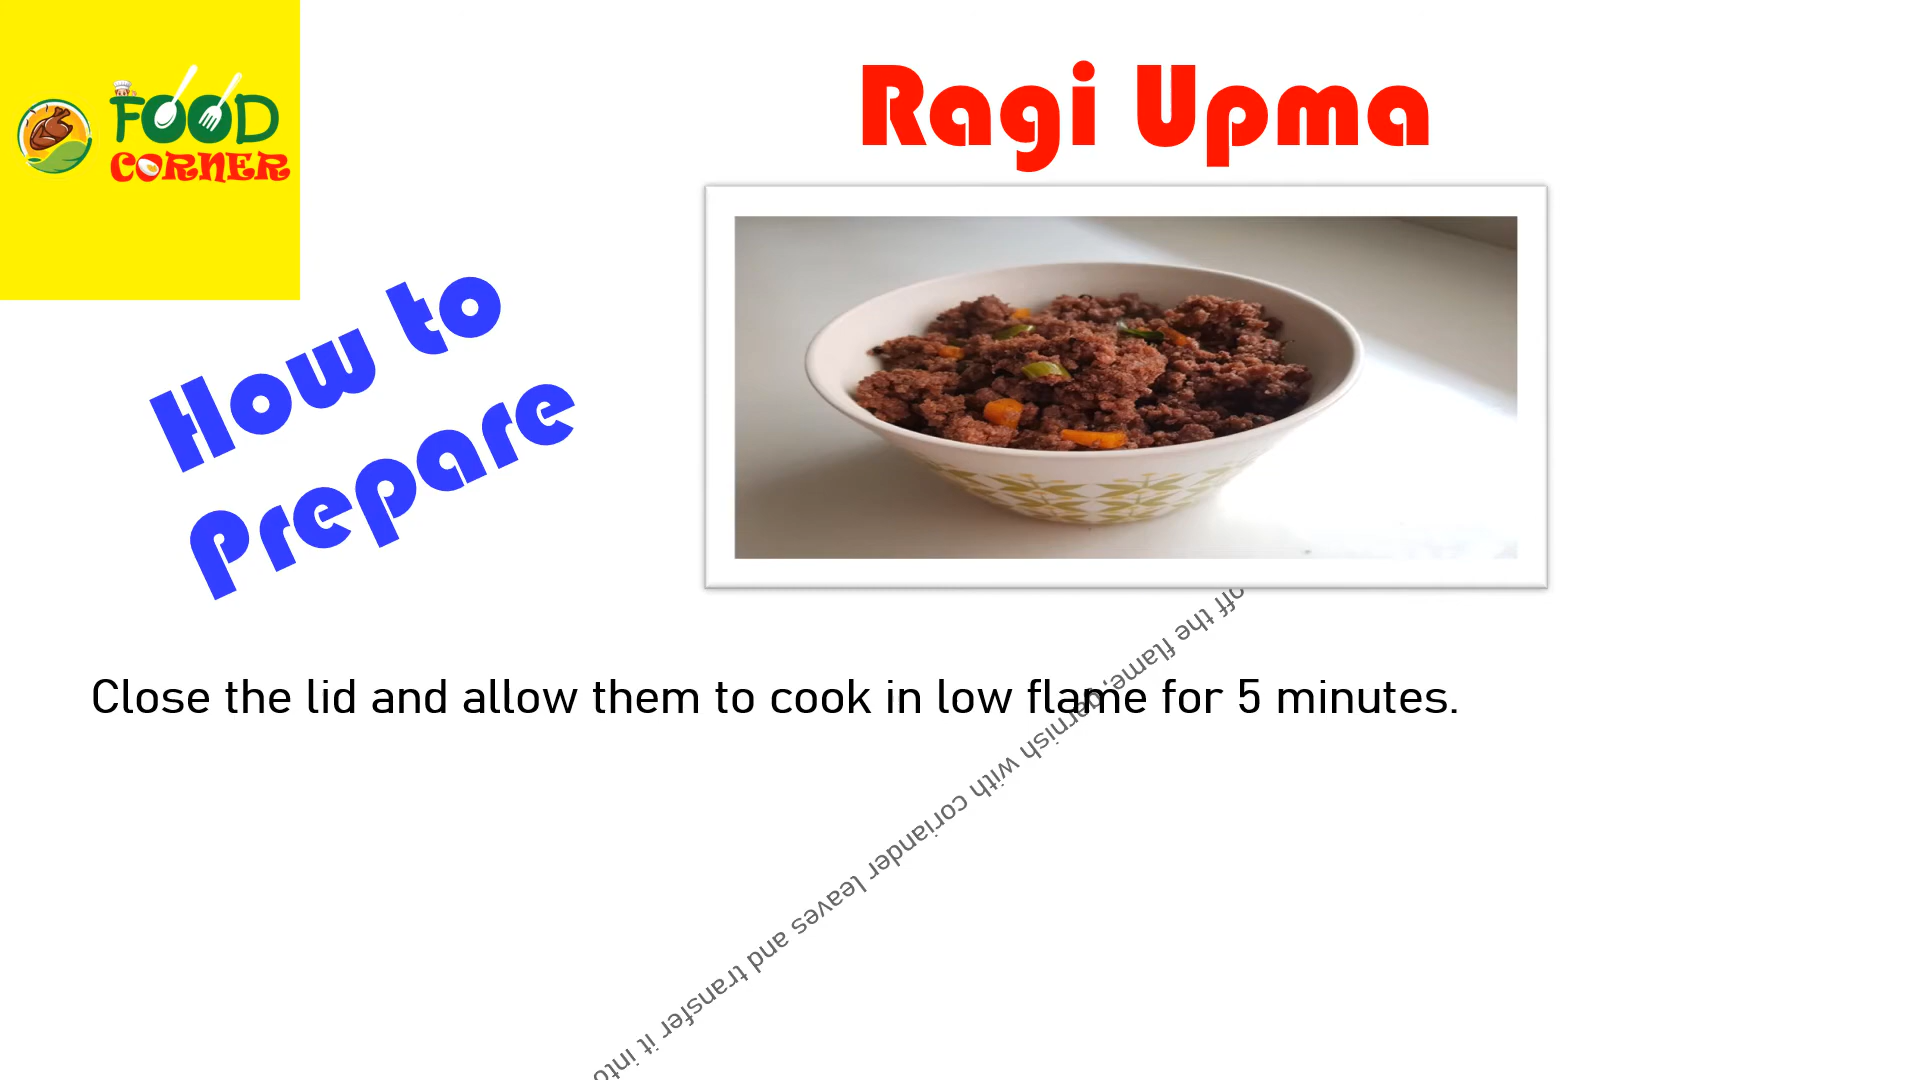 FOOD
CORNER
Ragi Upma
How to
Prepare
Close the lid and allow them to cook in low flame for 5 minutes.
off the flame, garnish with coriander leaves and transfer it into